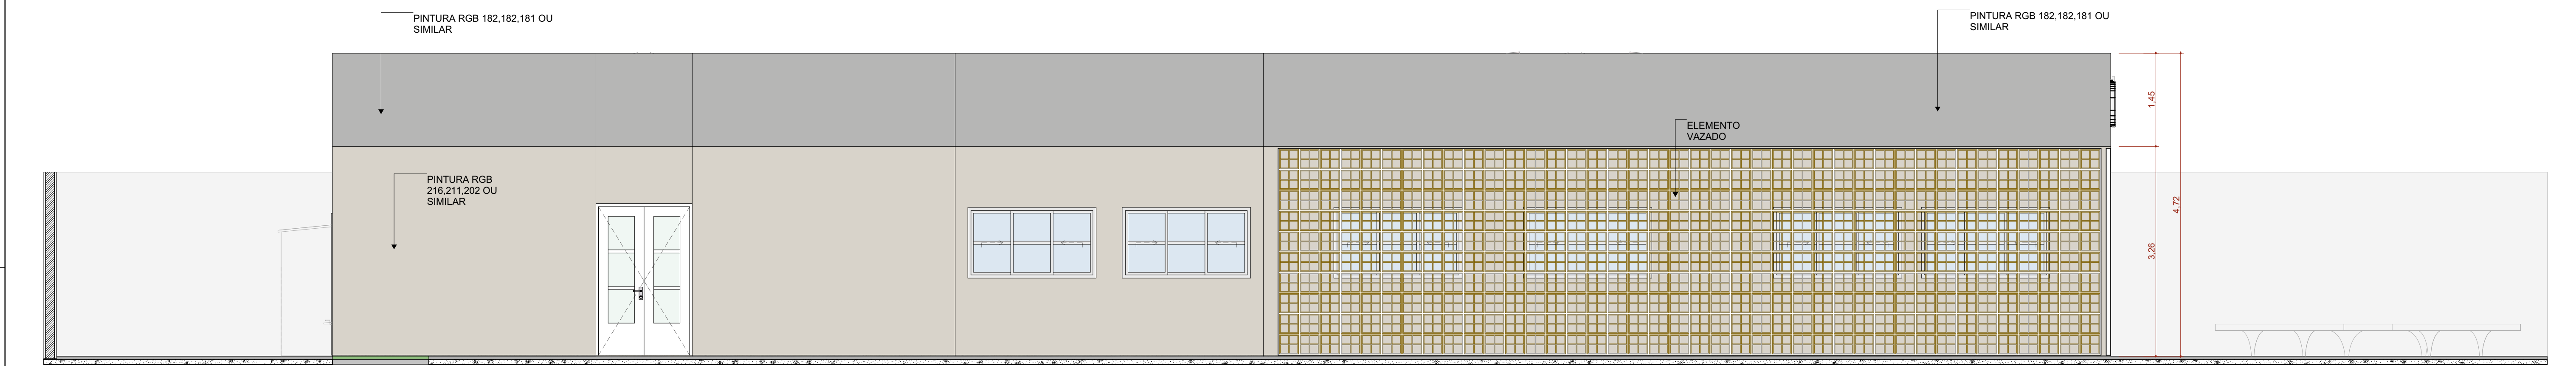 PINTURA RGB 182,182,181 OU
SIMILAR
PINTURA RGB 182,182,181 OU
SIMILAR
1,45
ELEMENTO
VAZADO
PINTURA RGB
216,211,202 OU
SIMILAR
4,72
3,26